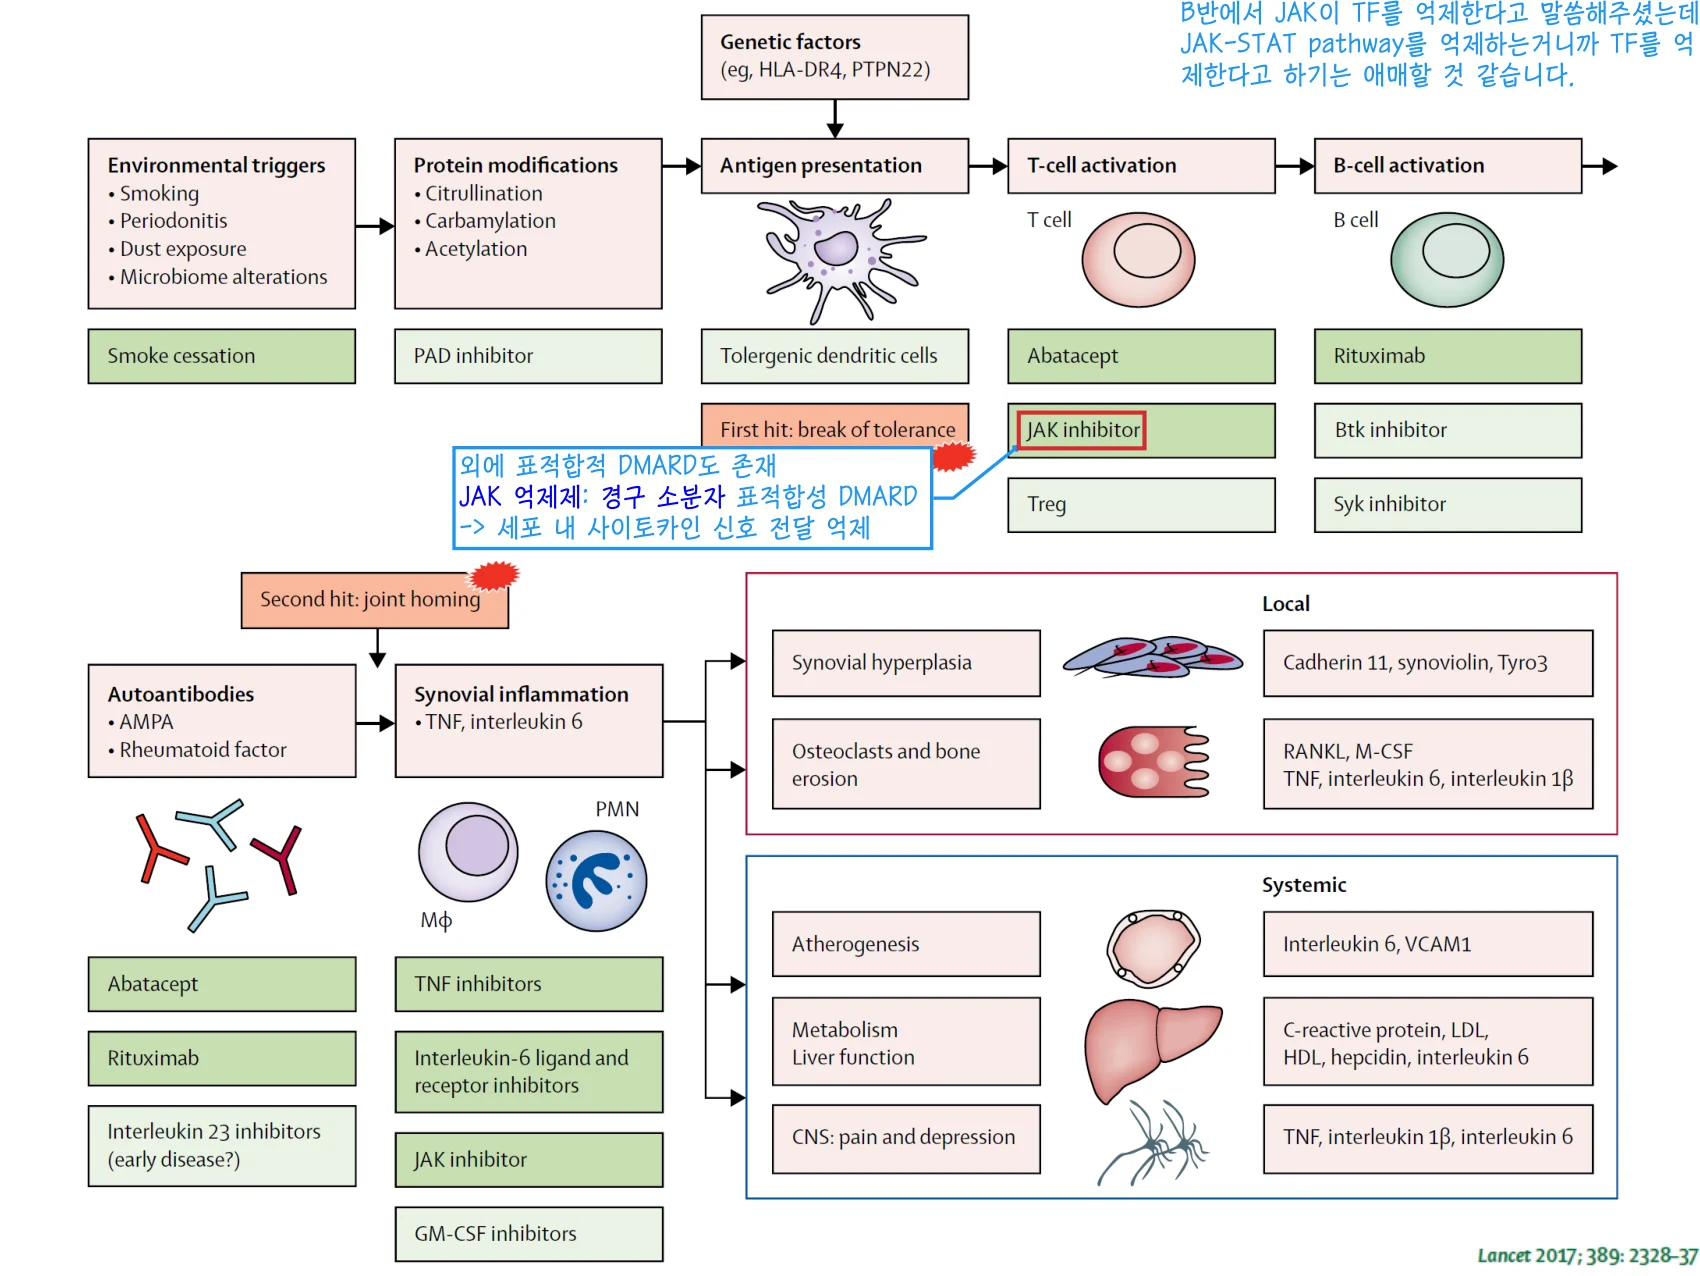 B반에서 JAK이 TF를 억제한다고 말씀해주셨는데
JAK-STAT pathway를 억제하는거니까 TF를 억
제한다고 하기는 애매할 것 같습니다.
Genetic factors
(eg, HLA-DR4, PTPN22)
Environmental triggers
• Smoking
• Periodonitis
• Dust exposure
• Microbiome alterations
Protein modifications
• Citrullination
• Carbamylation
• Acetylation
Antigen presentation
T-cell activation
T cell
B-cell activation
B cell
Smoke cessation
PAD inhibitor
Tolergenic dendritic cells
Abatacept
Rituximab
First hit: break of tolerance
JAK inhibitor
Btk inhibitor
외에 표적합적 DMARD도 존재
JAK 억제제: 경구 소분자 표적합성 DMARD
-> 세포 내 사이토카인 신호 전달 억제
Treg
Syk inhibitor
Second hit: joint homing
Autoantibodies
• AMPA
• Rheumatoid factor
Synovial inflammation
• TNF, interleukin 6
Mφ
PMN
Abatacept
TNF inhibitors
Rituximab
Interleukin-6 ligand and
receptor inhibitors
Interleukin 23 inhibitors
(early disease?)
JAK inhibitor
GM-CSF inhibitors
Local
Synovial hyperplasia
Cadherin 11, synoviolin, Tyro3
Osteoclasts and bone
erosion
RANKL, M-CSF
TNF, interleukin 6, interleukin 1β
Systemic
Atherogenesis
Interleukin 6, VCAM1
Metabolism
Liver function
C-reactive protein, LDL,
HDL, hepcidin, interleukin 6
CNS: pain and depression
TNF, interleukin 1β, interleukin 6
Lancet 2017; 389: 2328–37